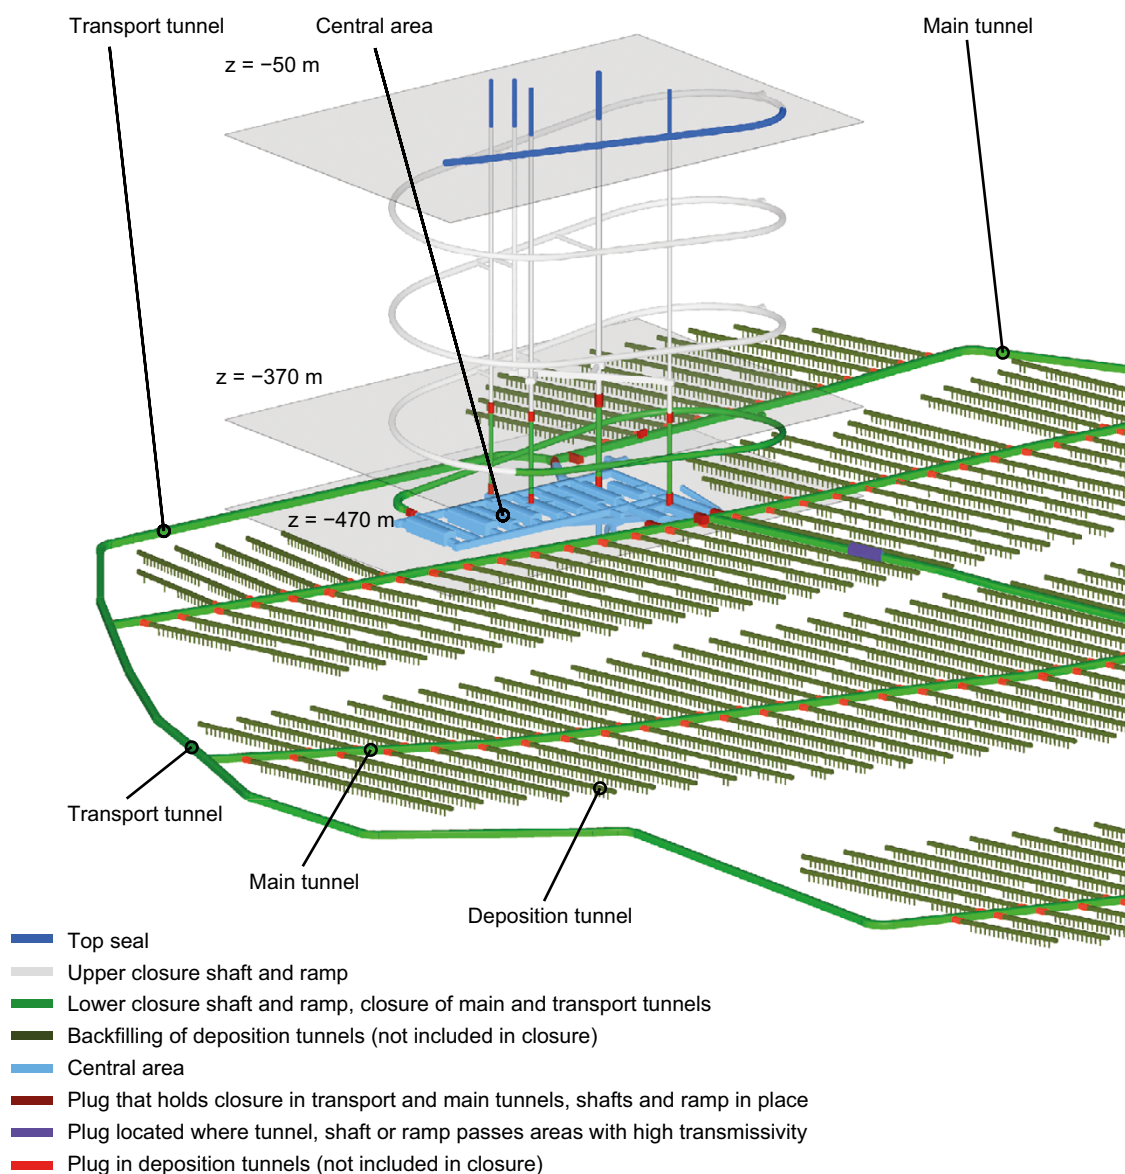 Transport tunnel
Central area
Main tunnel
z = −50 m
z = −370 m
z = −470 m
Transport tunnel
Main tunnel
Deposition tunnel
Top seal
Upper closure shaft and ramp
Lower closure shaft and ramp, closure of main and transport tunnels
Backfilling of deposition tunnels (not included in closure)
Central area
Plug that holds closure in transport and main tunnels, shafts and ramp in place
Plug located where tunnel, shaft or ramp passes areas with high transmissivity
Plug in deposition tunnels (not included in closure)